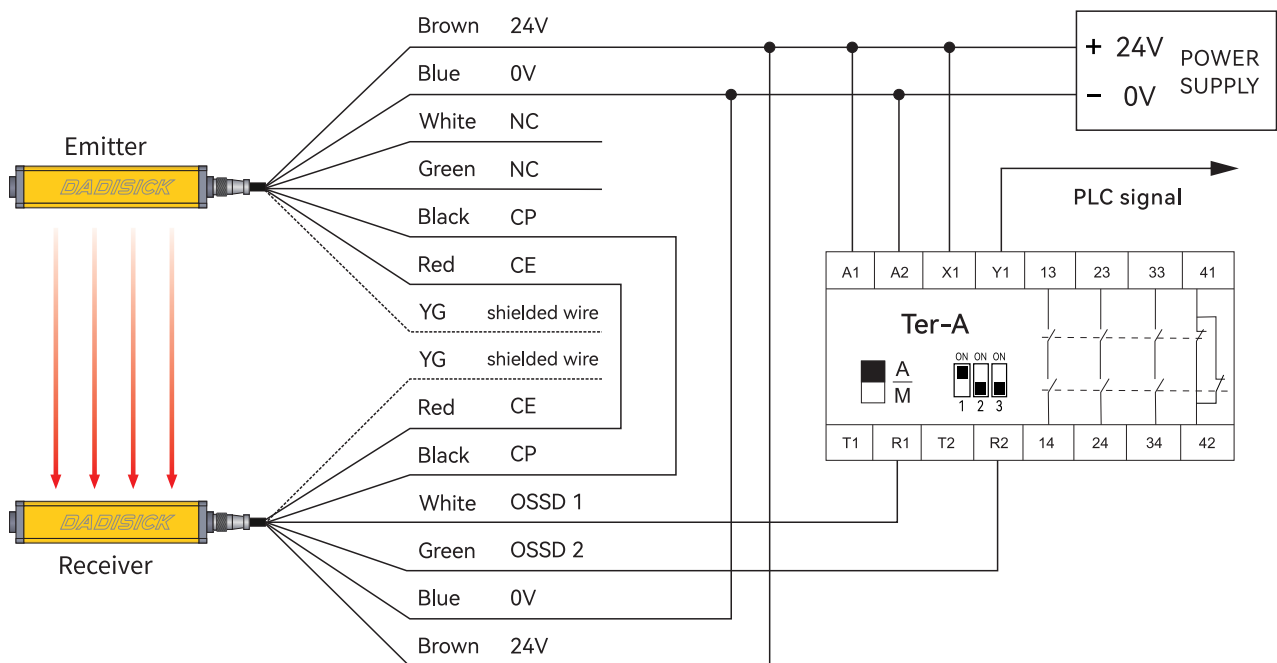 Brown 24V
Blue 0V
White NC
Green NC
Black CP
Red CE
YG shielded wire
YG shielded wire
Red CE
Black CP
White OSSD 1
Green OSSD 2
Blue 0V
Brown 24V
Emitter
DADISICK
DADISICK
Receiver
+ 24V
- 0V
POWER
SUPPLY
PLC signal
A1 A2 X1 Y1 13 23 33 41
Ter-A
A
M
ON ON ON
1 2 3
T1 R1 T2 R2 14 24 34 42